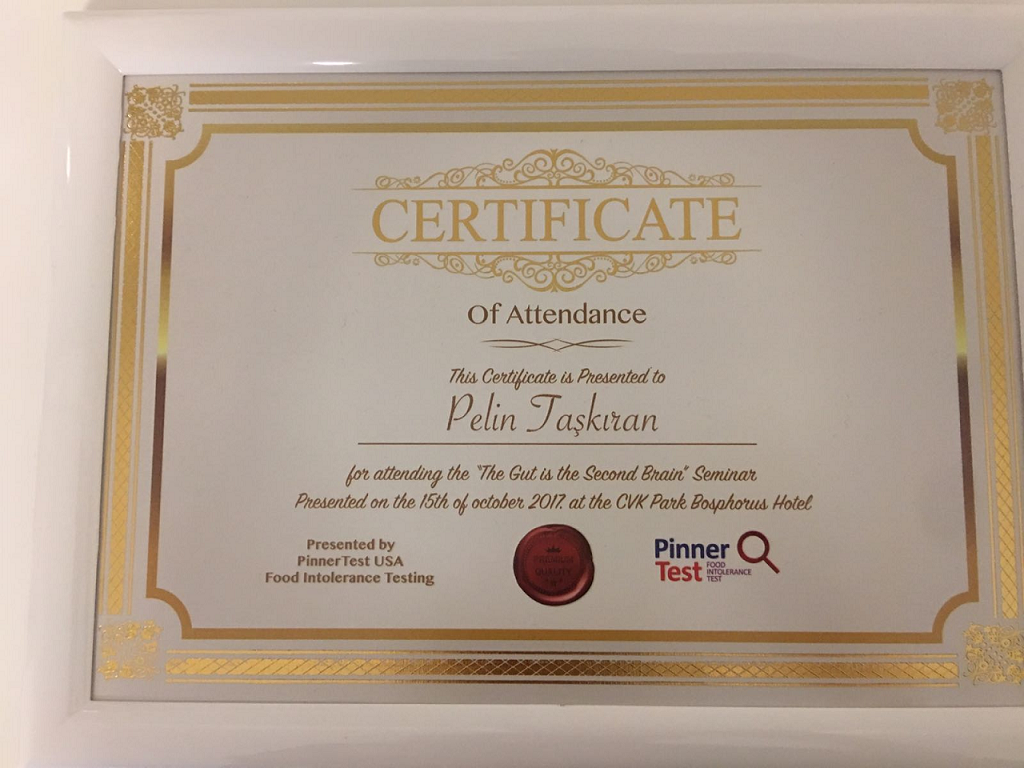 CERTIFICATE
Of Attendance
This Certificate is Presented to
Pelin Taşkıran
for attending the "The Gut is the Second Brain" Seminar
Presented on the 15th of october 2017. at the CVK Park Bosphorus Hotel
Presented by
PinnerTest USA
Food Intolerance Testing
PREMIUM
QUALITY
Pinner
Test
FOOD
INTOLERANCE
TEST